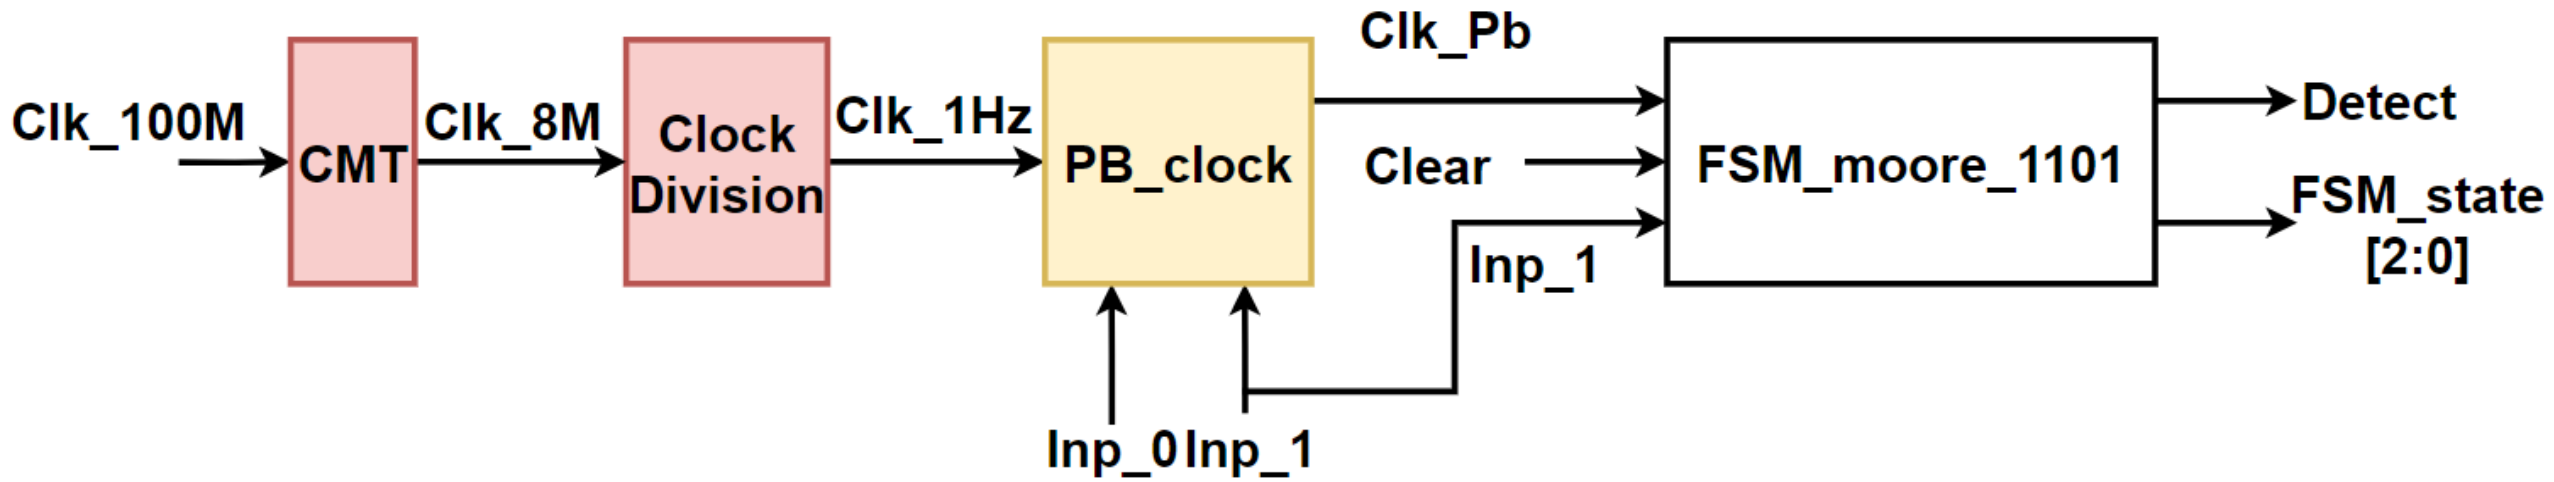 Clk_100M
CMT
Clk_8M
Clock
Division
Clk_1Hz
PB_clock
Inp_0
Inp_1
Clk_Pb
Clear
Inp_1
FSM_moore_1101
Detect
FSM_state
[2:0]